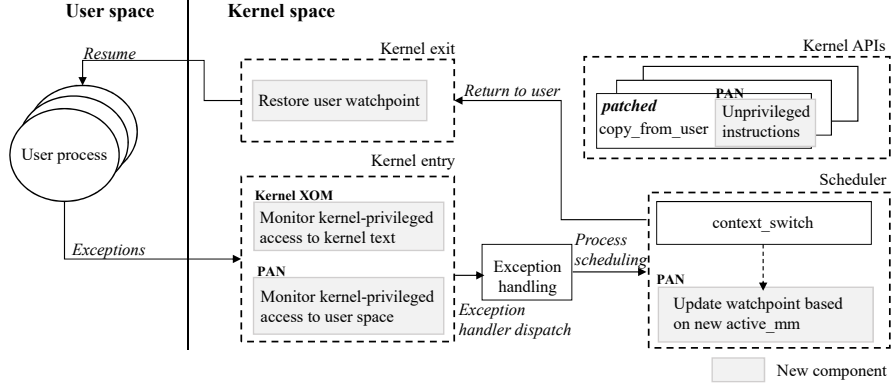 User space
Kernel space
Kernel exit
Kernel APIs
Resume
Restore user watchpoint
Return to user
patched
PAN
copy_from_user
Unprivileged
instructions
User process
Kernel entry
Scheduler
Kernel XOM
Monitor kernel-privileged
access to kernel text
context_switch
Exceptions
PAN
Monitor kernel-privileged
access to user space
Exception
handling
Process
scheduling
Exception
handler dispatch
PAN
Update watchpoint based
on new active_mm
New component